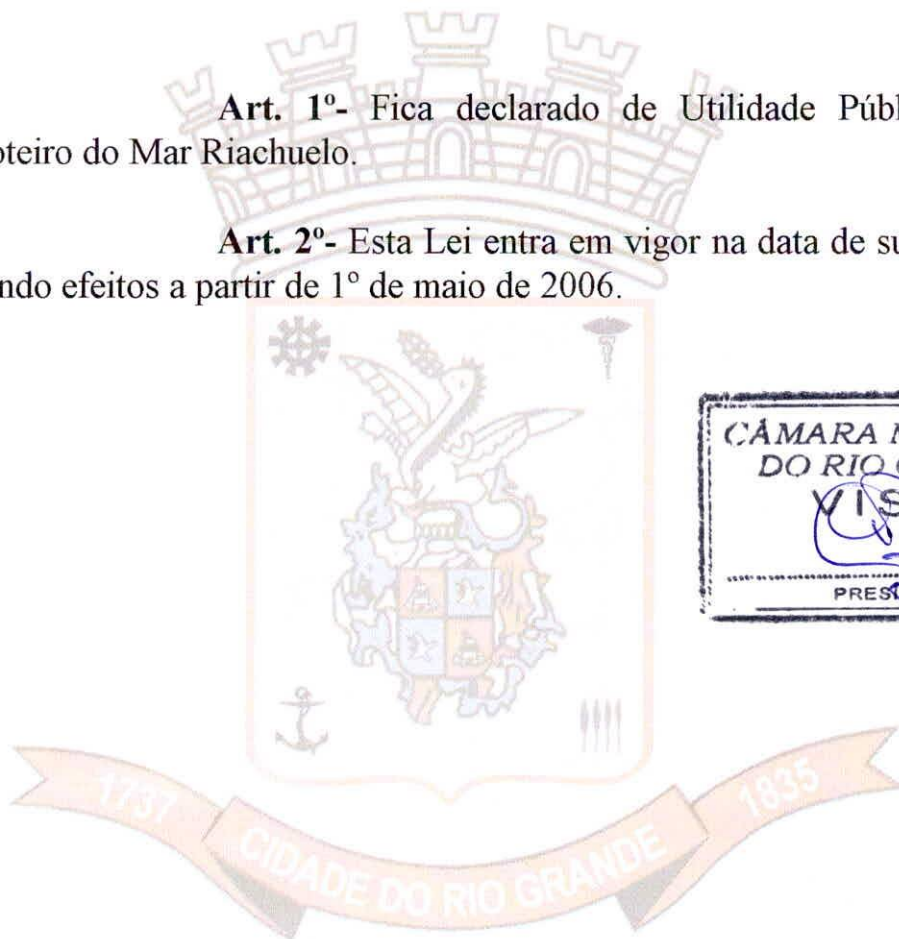 Art. 1º- Fica declarado de Utilidade Públ
oteiro do Mar Riachuelo.
Art. 2º- Esta Lei entra em vigor na data de su
ndo efeitos a partir de 1º de maio de 2006.
CÂMARA
DO RIO
VIS
PRES
1737
CIDADE DO RIO GRANDE
1835